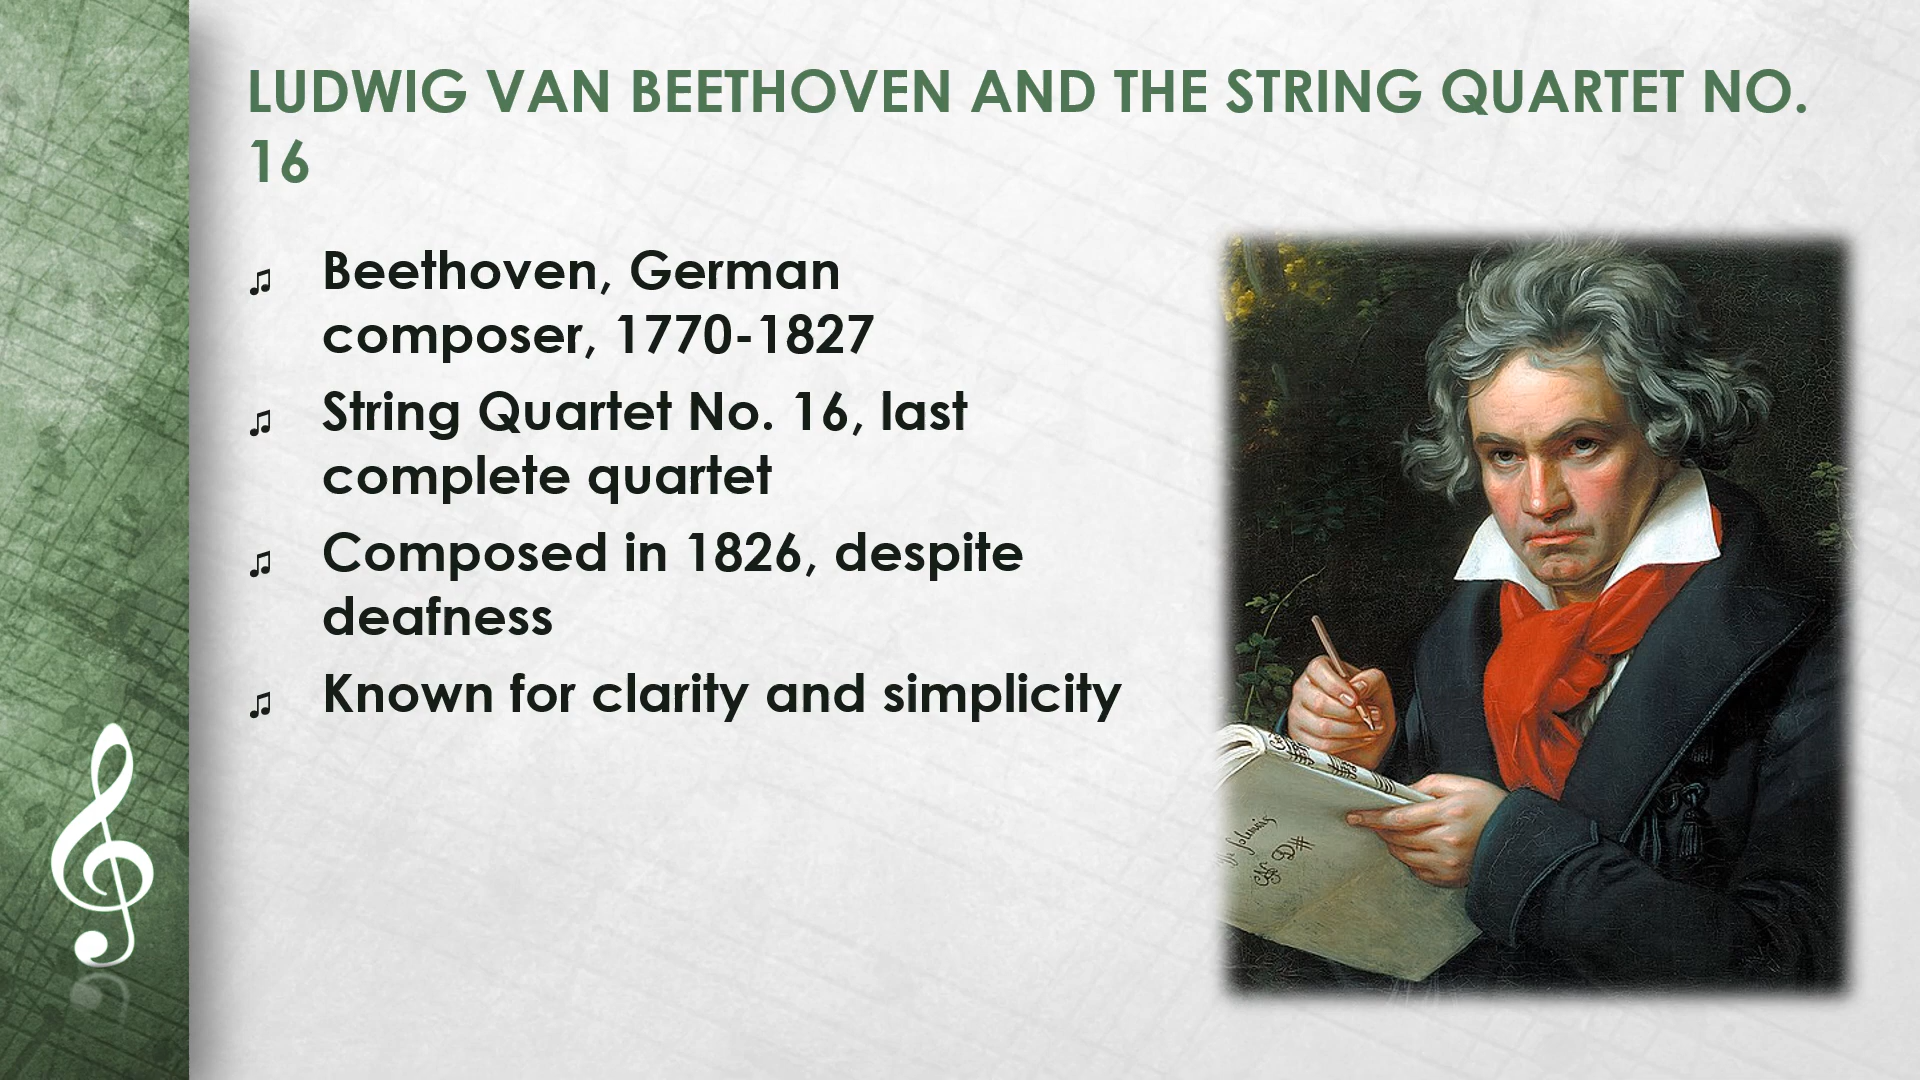 LUDWIG VAN BEETHOVEN AND THE STRING QUARTET NO.
16
♫ Beethoven, German
composer, 1770-1827
♫ String Quartet No. 16, last
complete quartet
♫ Composed in 1826, despite
deafness
♫ Known for clarity and simplicity